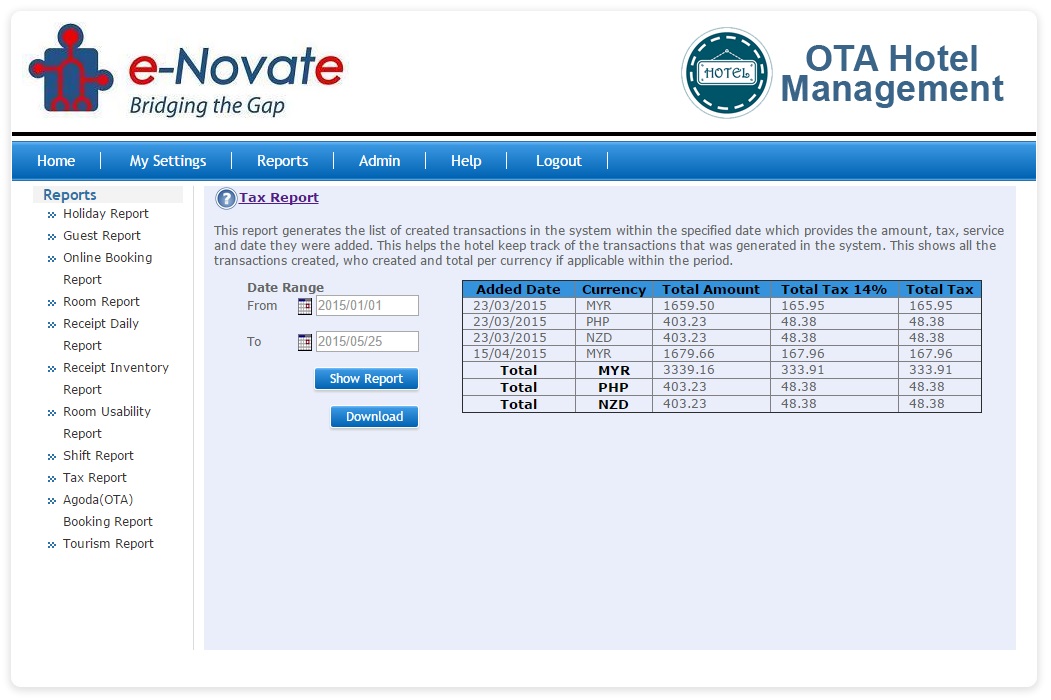 e-Novate
Bridging the Gap
HOTEL
OTA Hotel
Management
Home My Settings Reports Admin Help Logout
Reports
Holiday Report
Guest Report
Online Booking
Report
Room Report
Receipt Daily
Report
Receipt Inventory
Report
Room Usability
Report
Shift Report
Tax Report
Agoda(OTA)
Booking Report
Tourism Report
? Tax Report
This report generates the list of created transactions in the system within the specified date which provides the amount, tax, service
and date they were added. This helps the hotel keep track of the transactions that was generated in the system. This shows all the
transactions created, who created and total per currency if applicable within the period.
Date Range
From 2015/01/01
To 2015/05/25
Show Report
Download
Added Date Currency Total Amount Total Tax 14% Total Tax
23/03/2015 MYR 1659.50 165.95 165.95
23/03/2015 PHP 403.23 48.38 48.38
23/03/2015 NZD 403.23 48.38 48.38
15/04/2015 MYR 1679.66 167.96 167.96
Total MYR 3339.16 333.91 333.91
Total PHP 403.23 48.38 48.38
Total NZD 403.23 48.38 48.38